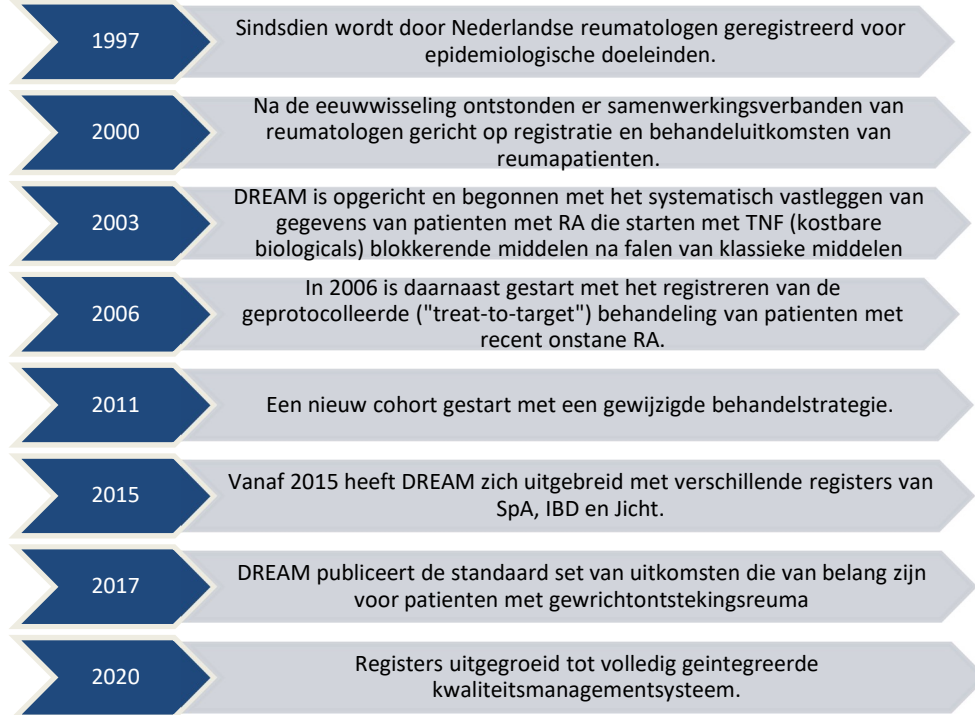 1997
Sindsdien wordt door Nederlandse reumatologen geregistreerd voor
epidemiologische doeleinden.
2000
Na de eeuwwisseling ontstonden er samenwerkingsverbanden van
reumatologen gericht op registratie en behandeluitkomsten van
reumapatienten.
2003
DREAM is opgericht en begonnen met het systematisch vastleggen van
gegevens van patienten met RA die starten met TNF (kostbare
biologicals) blokkerende middelen na falen van klassieke middelen
2006
In 2006 is daarnaast gestart met het registreren van de
geprotocolleerde ("treat-to-target") behandeling van patienten met
recent onstane RA.
2011
Een nieuw cohort gestart met een gewijzigde behandelstrategie.
2015
Vanaf 2015 heeft DREAM zich uitgebreid met verschillende registers van
SpA, IBD en Jicht.
2017
DREAM publiceert de standaard set van uitkomsten die van belang zijn
voor patienten met gewrichtontstekingsreuma
2020
Registers uitgegroeid tot volledig geintegreerde
kwaliteitsmanagementsysteem.